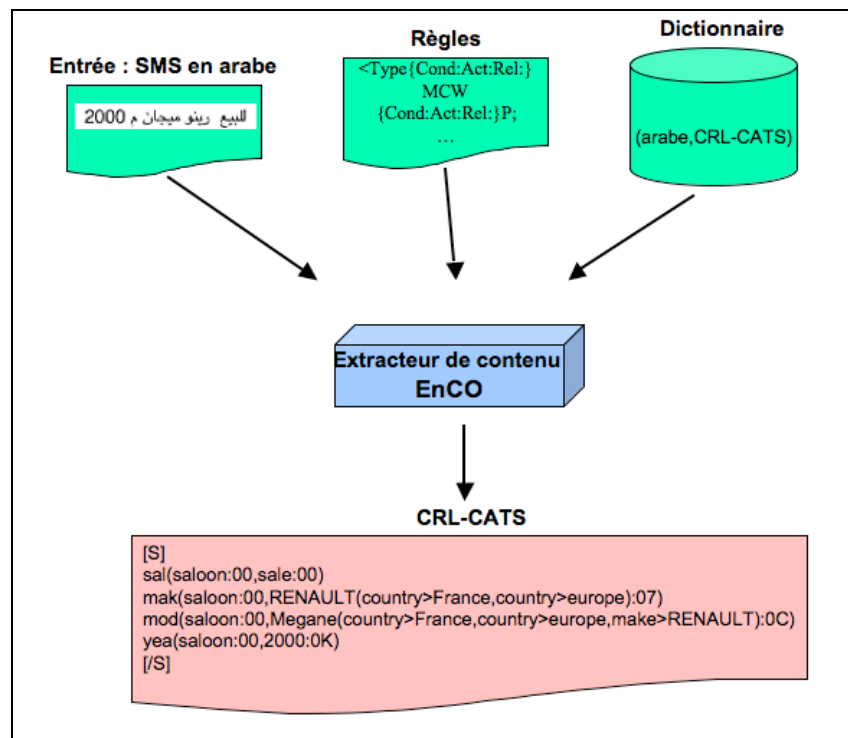 Entrée : SMS en arabe
للبيع رينو ميجان م 2000
Règles
<Type{Cond:Act:Rel:}
MCW
{Cond:Act:Rel:}P;
...
Dictionnaire
(arabe,CRL-CATS)
Extracteur de contenu
EnCO
CRL-CATS
[S]
sal(saloon:00,sale:00)
mak(saloon:00,RENAULT(country>France,country>europe):07)
mod(saloon:00,Megane(country>France,country>europe,make>RENAULT):0C)
yea(saloon:00,2000:0K)
[/S]